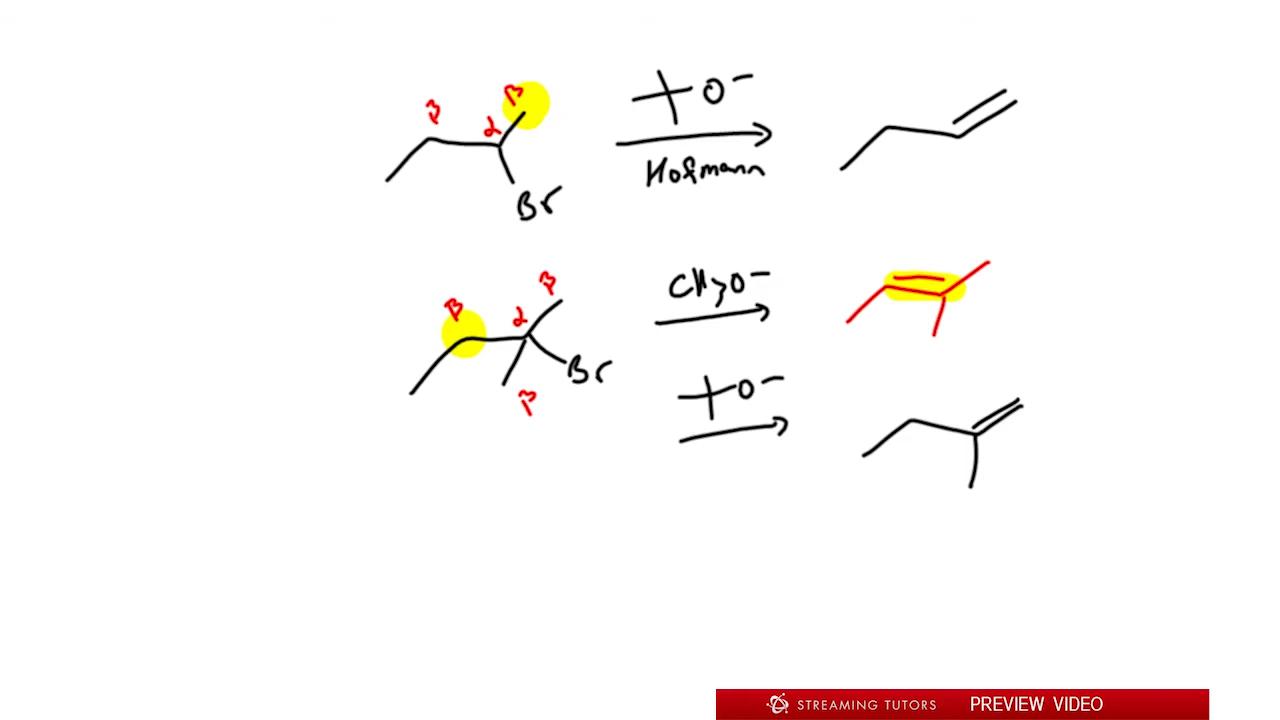 β
β
α
O⁻
Hofmann
Br
β
β
α
CH₃O⁻
Br
β
O⁻
STREAMING TUTORS PREVIEW VIDEO